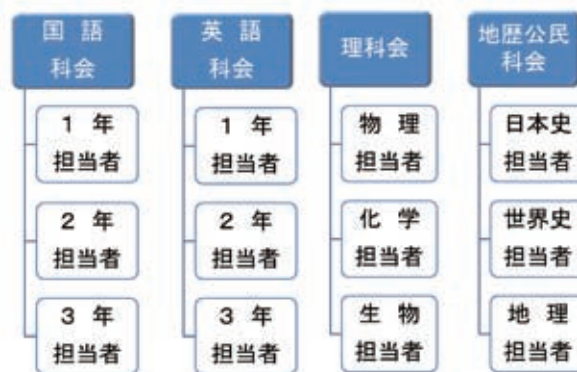 国 語
科会
1 年
担当者
2 年
担当者
3 年
担当者
英 語
科会
1 年
担当者
2 年
担当者
3 年
担当者
理科会
物 理
担当者
化 学
担当者
生 物
担当者
地歴公民
科会
日本史
担当者
世界史
担当者
地 理
担当者